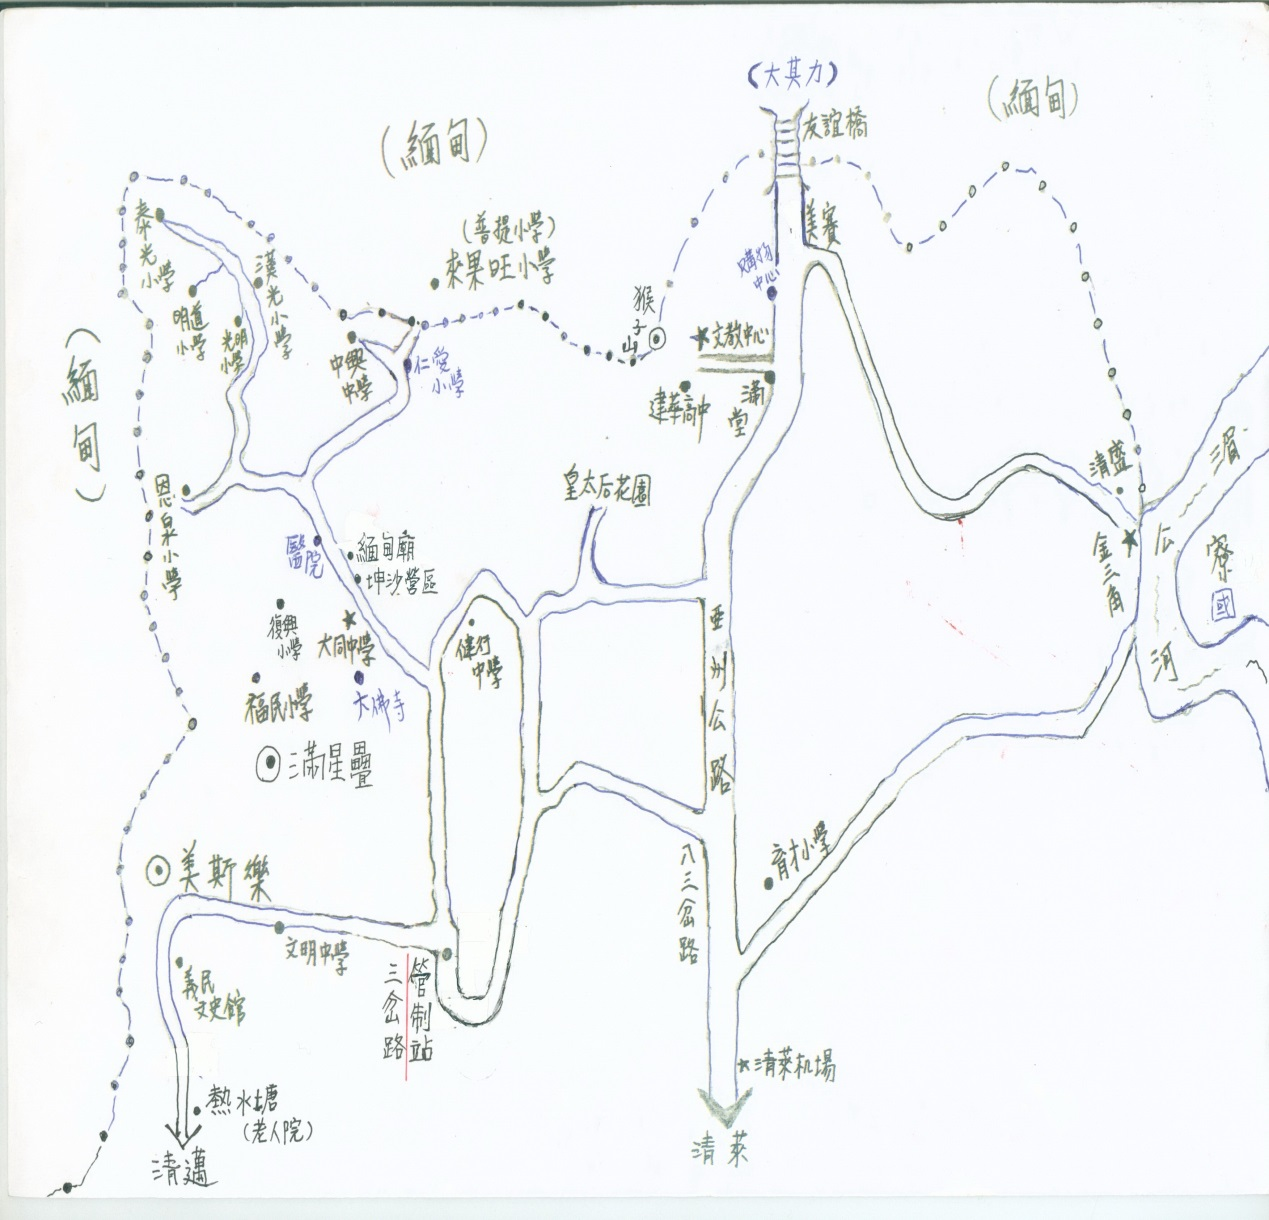 (大其力)
(緬甸)
友誼橋
(緬甸)
美賽
泰光小學
(菩提小學)
來果旺小學
漢光小學
購物中心
猴子山
明道小學
光明小學
文教中心
中興中學
仁愛小學
(緬甸)
建華高中
滿堂
湄公河
清盛
恩泉小學
皇太后花園
金三角
寮國
醫院
緬甸廟
坤沙營區
復興小學
大同中學
健行中學
亞洲公路
福民小學
大佛寺
滿星疊
育才小學
美斯樂
八三岔路
文明中學
義民文史館
三岔路
管制站
清萊机場
熱水塘
(老人院)
清邁
清萊